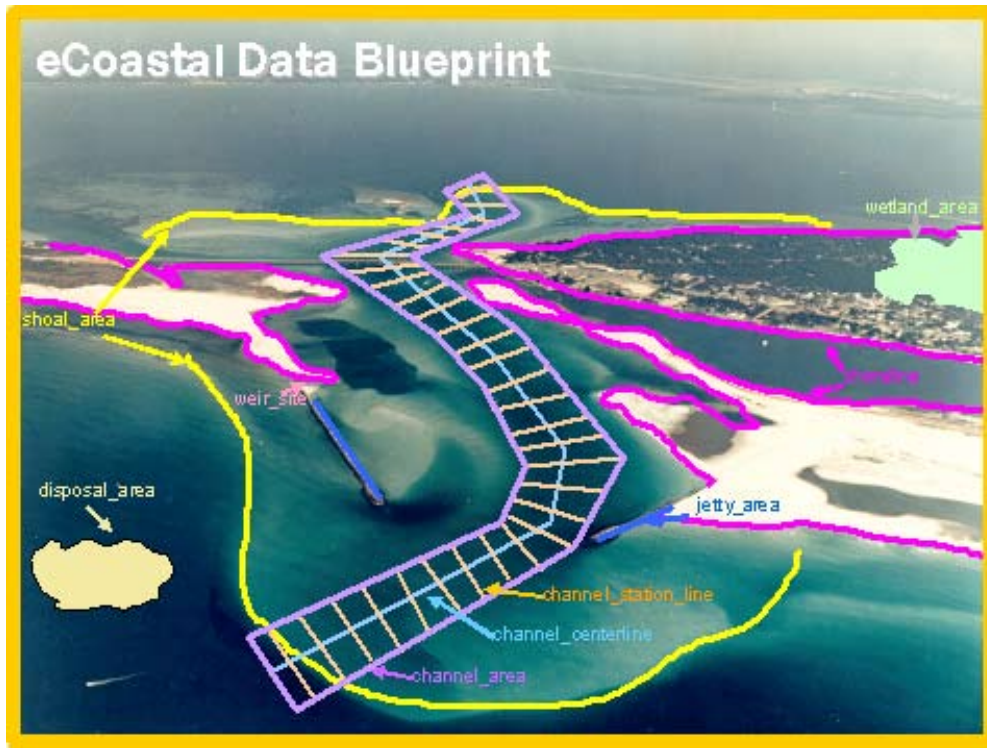 eCoastal Data Blueprint
wetland_area
shoal_area
shoreline
weir_site
disposal_area
jetty_area
channel_station_line
channel_centerline
channel_area